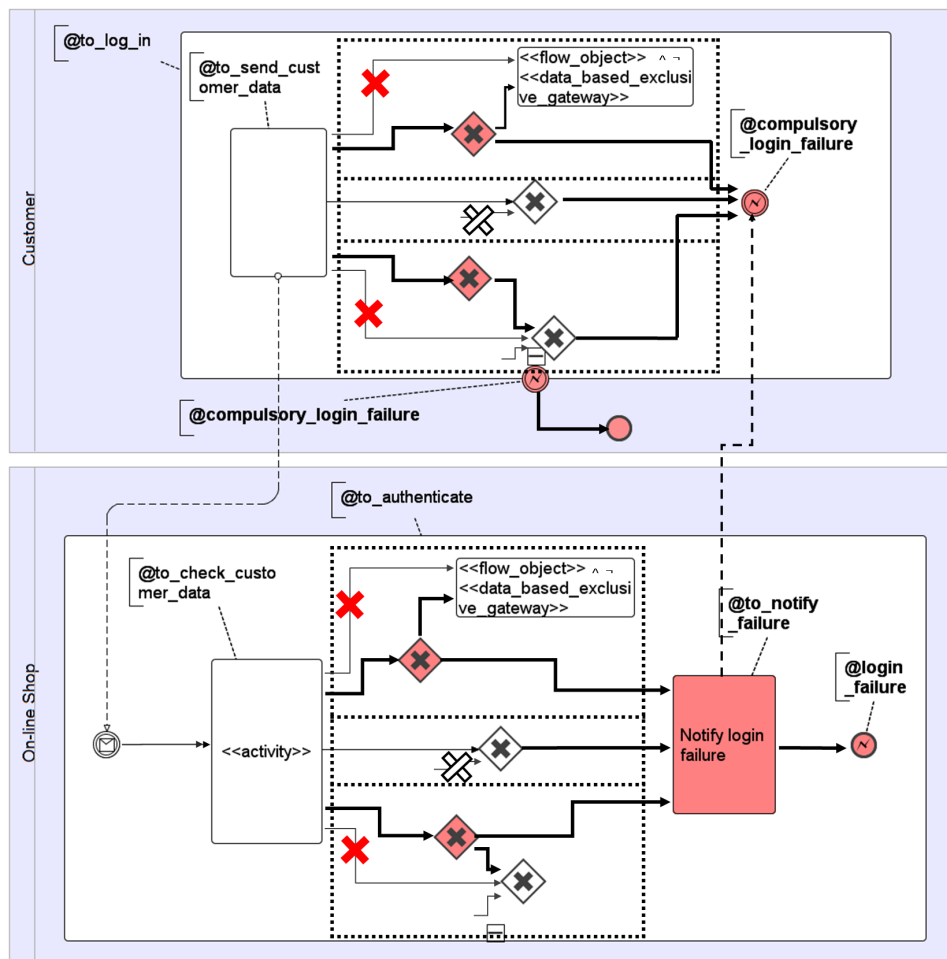 Customer
@to_log_in
@to_send_cust
omer_data
<<flow_object>> ^ ¬
<<data_based_exclusi
ve_gateway>>
@compulsory
_login_failure
@compulsory_login_failure
On-line Shop
@to_authenticate
@to_check_custo
mer_data
<<flow_object>> ^ ¬
<<data_based_exclusi
ve_gateway>>
@to_notify
_failure
@login
_failure
<<activity>>
Notify login
failure